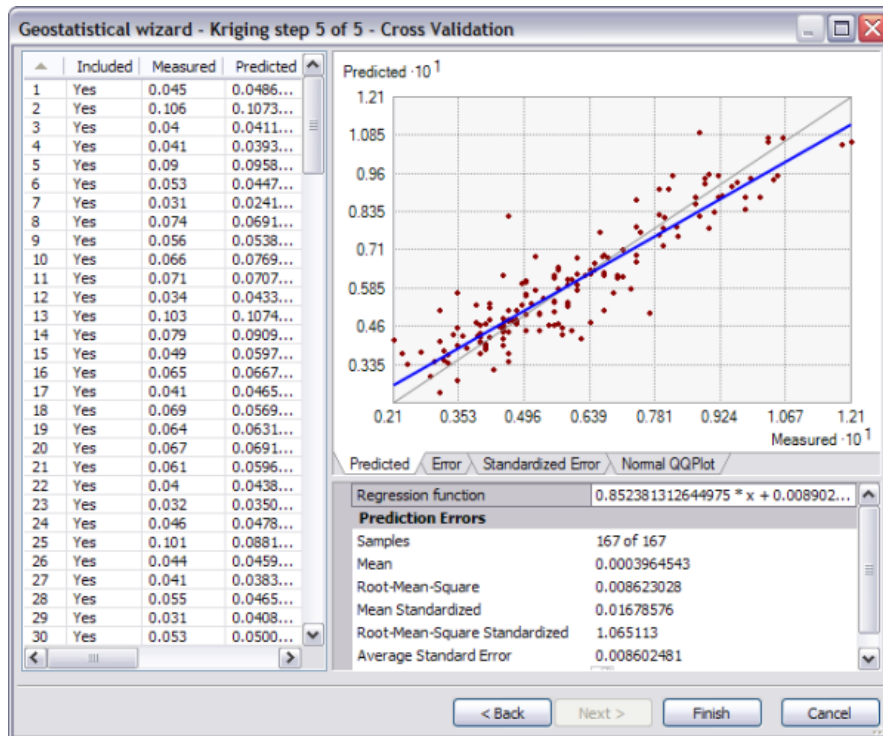 Geostatistical wizard - Kriging step 5 of 5 - Cross Validation
Included Measured Predicted
1 Yes 0.045 0.0486...
2 Yes 0.106 0.1073...
3 Yes 0.04 0.0411...
4 Yes 0.041 0.0393...
5 Yes 0.09 0.0958...
6 Yes 0.053 0.0447...
7 Yes 0.031 0.0241...
8 Yes 0.074 0.0691...
9 Yes 0.056 0.0538...
10 Yes 0.066 0.0769...
11 Yes 0.071 0.0707...
12 Yes 0.034 0.0433...
13 Yes 0.103 0.1074...
14 Yes 0.079 0.0909...
15 Yes 0.049 0.0597...
16 Yes 0.065 0.0667...
17 Yes 0.041 0.0465...
18 Yes 0.069 0.0569...
19 Yes 0.064 0.0631...
20 Yes 0.067 0.0691...
21 Yes 0.061 0.0596...
22 Yes 0.04 0.0438...
23 Yes 0.032 0.0350...
24 Yes 0.046 0.0478...
25 Yes 0.101 0.0881...
26 Yes 0.044 0.0459...
27 Yes 0.041 0.0383...
28 Yes 0.055 0.0465...
29 Yes 0.031 0.0408...
30 Yes 0.053 0.0500...
Predicted ·10 1
1.21
1.085
0.96
0.835
0.71
0.585
0.46
0.335
0.21 0.353 0.496 0.639 0.781 0.924 1.067 1.21
Measured ·10 1
Predicted Error Standardized Error Normal QQPlot
Regression function 0.852381312644975 * x + 0.008902...
Prediction Errors
Samples 167 of 167
Mean 0.0003964543
Root-Mean-Square 0.008623028
Mean Standardized 0.01678576
Root-Mean-Square Standardized 1.065113
Average Standard Error 0.008602481
< Back Next > Finish Cancel